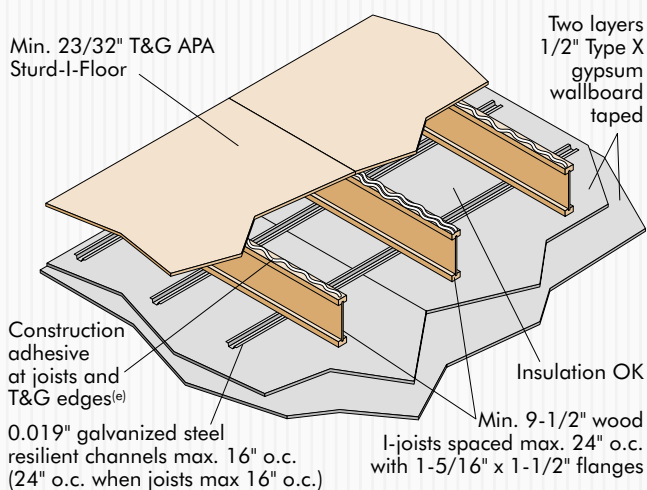 Min. 23/32" T&G APA
Sturd-I-Floor
Two layers
1/2" Type X
gypsum
wallboard
taped
Construction
adhesive
at joists and
T&G edges(e)
0.019" galvanized steel
resilient channels max. 16" o.c.
(24" o.c. when joists max 16" o.c.)
Insulation OK
Min. 9-1/2" wood
I-joists spaced max. 24" o.c.
with 1-5/16" x 1-1/2" flanges